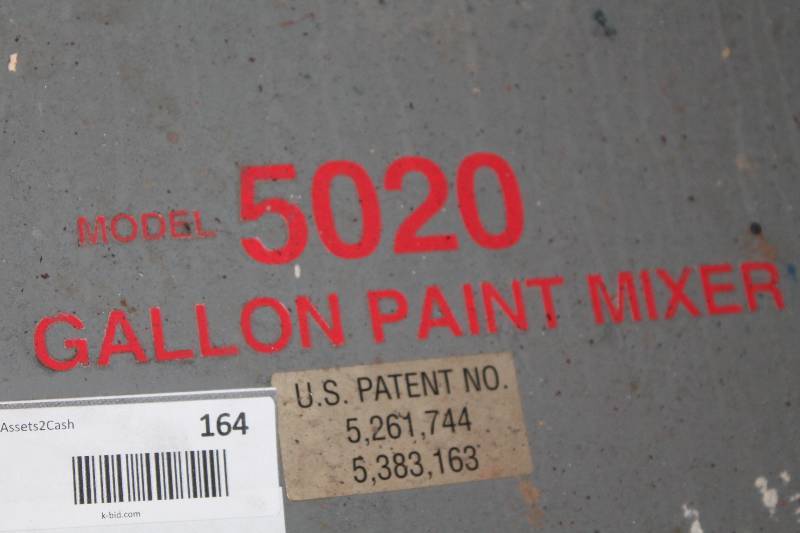 MODEL 5020
GALLON PAINT MIXER
U.S. PATENT NO.
5,261,744
5,383,163
Assets2Cash 164
k-bid.com